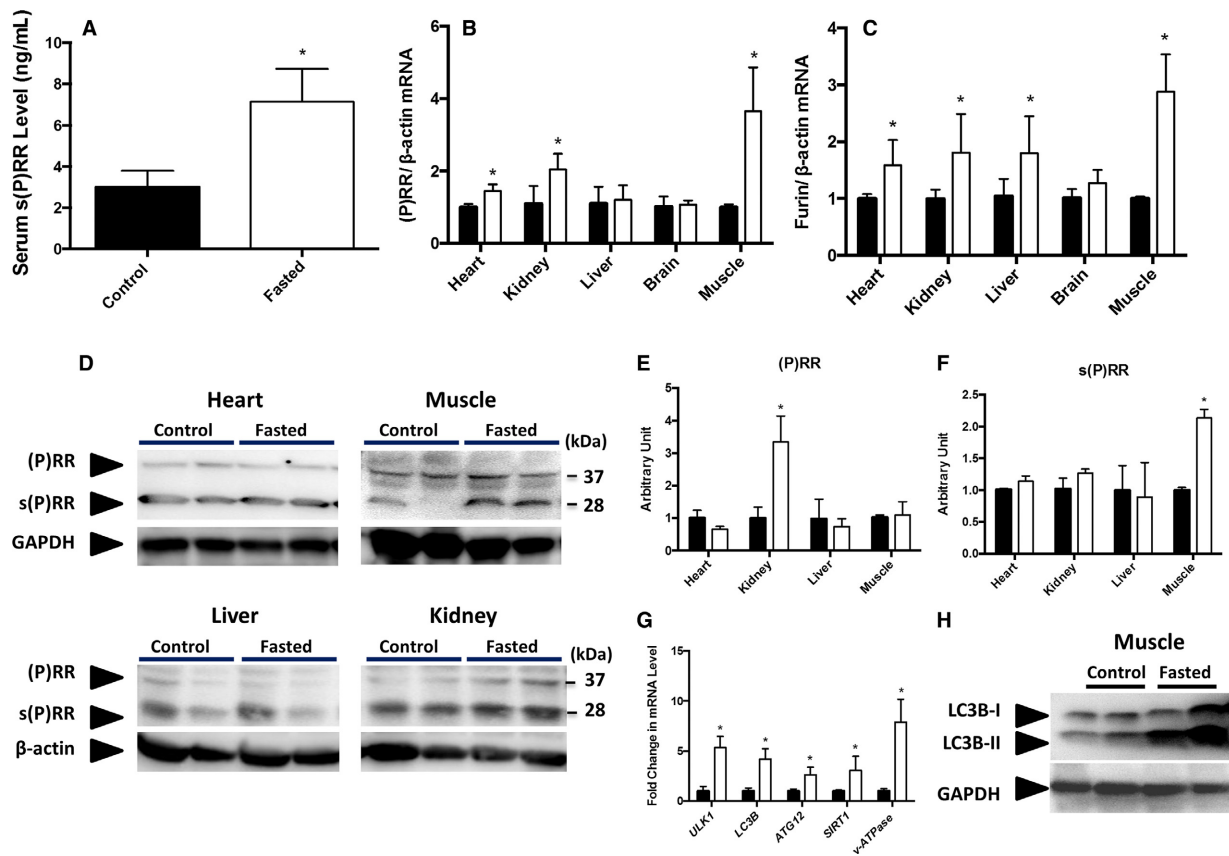 A
Serum s(P)RR Level (ng/mL)
10
8
6
4
2
0
*
Control
Fasted
B
(P)RR/ β-actin mRNA
6
4
2
0
*
*
*
Heart
Kidney
Liver
Brain
Muscle
C
Furin/ β-actin mRNA
4
3
2
1
0
*
*
*
*
Heart
Kidney
Liver
Brain
Muscle
D
Heart
Control
Fasted
Muscle
Control
Fasted
(kDa)
(P)RR
37
s(P)RR
28
GAPDH
Liver
Control
Fasted
Kidney
Control
Fasted
(kDa)
(P)RR
37
s(P)RR
28
β-actin
E
(P)RR
Arbitrary Unit
5
4
3
2
1
0
*
Heart
Kidney
Liver
Muscle
F
s(P)RR
Arbitrary Unit
2.5
2.0
1.5
1.0
0.5
0.0
*
Heart
Kidney
Liver
Muscle
G
Fold Change in mRNA Level
15
10
5
0
*
*
*
*
*
ULK1
LC3B
ATG12
SIRT1
v-ATPase
H
Muscle
Control
Fasted
LC3B-I
LC3B-II
GAPDH